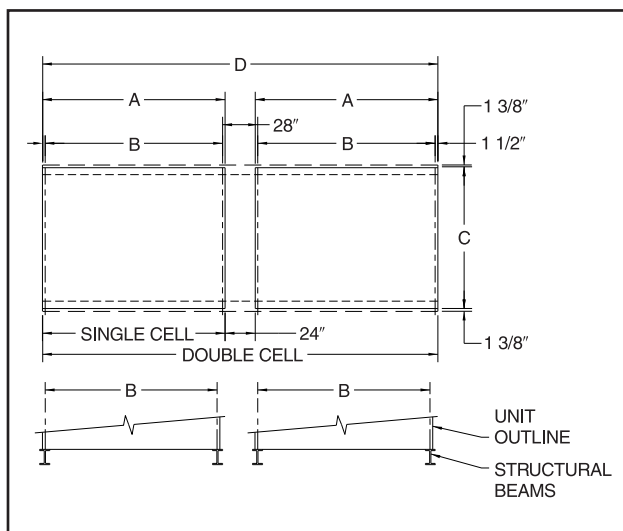 D
A
A
1 3/8"
28"
B
B
1 1/2"
C
SINGLE CELL
24"
DOUBLE CELL
1 3/8"
B
B
UNIT
OUTLINE
STRUCTURAL
BEAMS